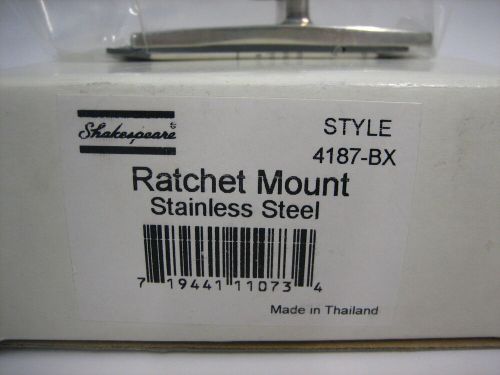 Shakespeare®
STYLE
4187-BX
Ratchet Mount
Stainless Steel
7 19441 11073 4
Made in Thailand